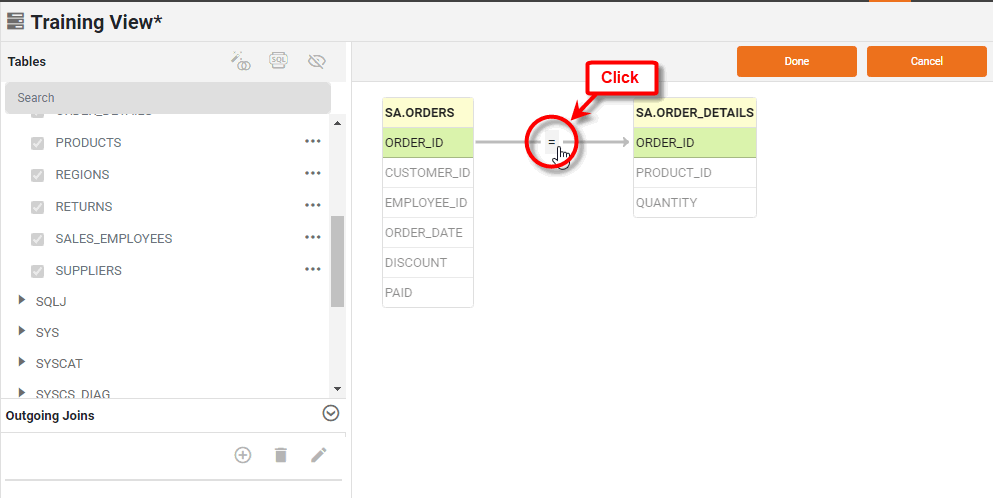 Training View*
Tables
SQL
Search
ORDER_DETAILS
PRODUCTS
REGIONS
RETURNS
SALES_EMPLOYEES
SUPPLIERS
SQLJ
SYS
SYSCAT
SYSCS_DIAG
Outgoing Joins
Done
Cancel
Click
SA.ORDERS
ORDER_ID
CUSTOMER_ID
EMPLOYEE_ID
ORDER_DATE
DISCOUNT
PAID
=
SA.ORDER_DETAILS
ORDER_ID
PRODUCT_ID
QUANTITY